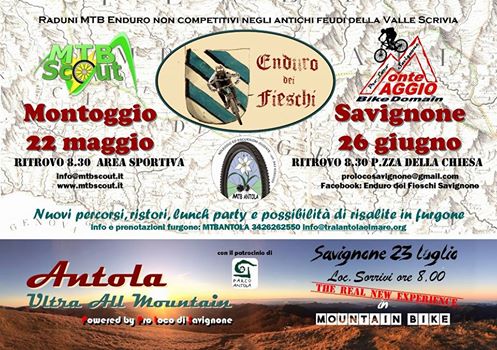 Raduni MTB Enduro non competitivi negli antichi feudi della Valle Scrivia
MTB
Scout
Enduro
dei
Fieschi
Monte
MAGGIO
Bike Domain
Montoggio
22 maggio
RITROVO 8.30 AREA SPORTIVA
info@mtbscout.it
www.mtbscout.it
Savignone
26 giugno
RITROVO 8,30 P.ZZA DELLA CHIESA
prolocosavignone@gmail.com
Facebook: Enduro dei Fieschi Savignone
MTB ANTOLA
Nuovi percorsi, ristori, lunch party e possibilità di risalite in furgone
info e prenotazioni furgone: MTBANTOLA 3426262550 info@tralantolaelmare.org
Antola
Ultra All Mountain
Powered by Pro Loco di Savignone
con il patrocinio di
PARCO
ANTOLA
Savignone 23 luglio
Loc. Sorrivi ore 8.00
THE REAL NEW EXPERIENCE
in
MOUNTAIN BIKE